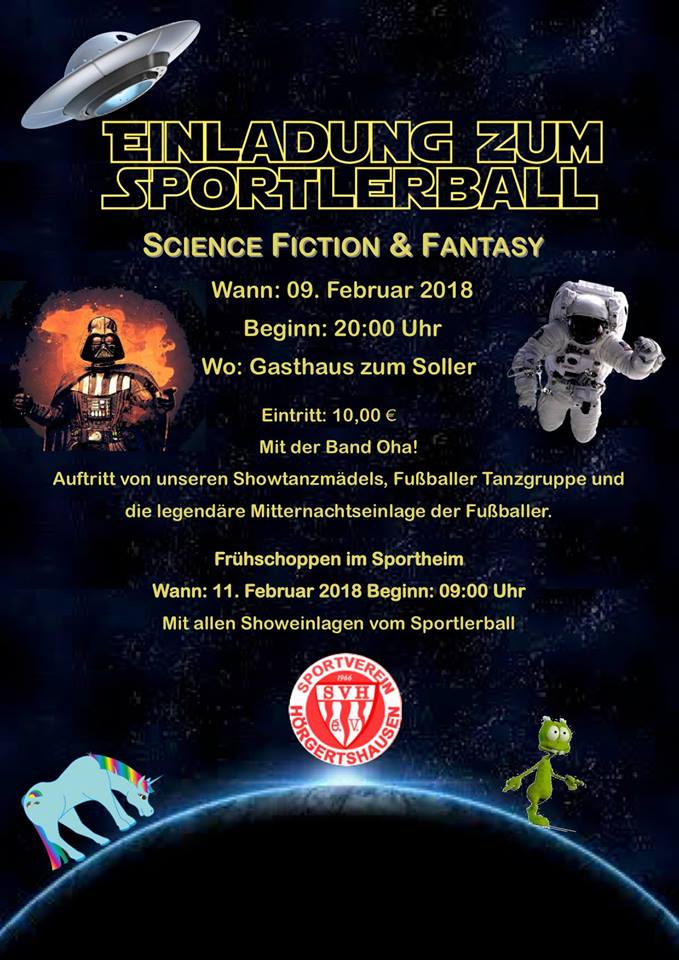 EINLADUNG ZUM
SPORTLERBALL
SCIENCE FICTION & FANTASY
Wann: 09. Februar 2018
Beginn: 20:00 Uhr
Wo: Gasthaus zum Soller
Eintritt: 10,00 €
Mit der Band Oha!
Auftritt von unseren Showtanzmädels, Fußballer Tanzgruppe und
die legendäre Mitternachtseinlage der Fußballer.
Frühschoppen im Sportheim
Wann: 11. Februar 2018 Beginn: 09:00 Uhr
Mit allen Showeinlagen vom Sportlerball
SPORTVEREIN
1966
SVH
e. V.
HÖRGERTSHAUSEN